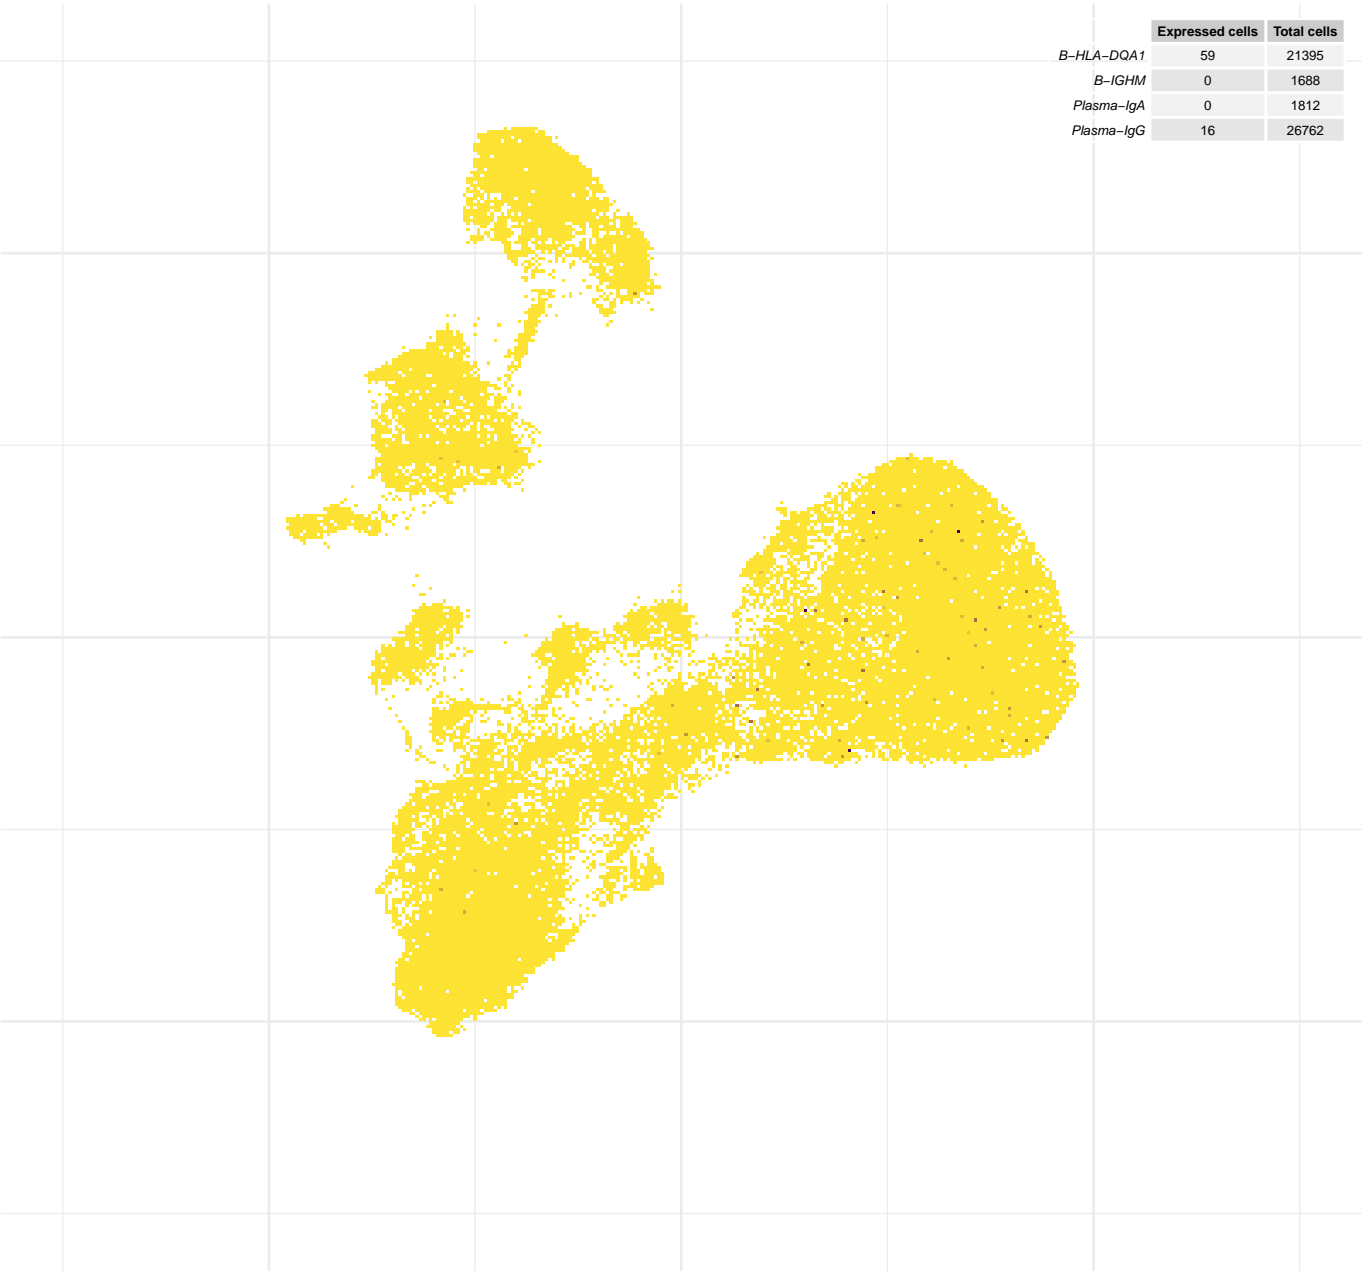 Expressed cells Total cells
B−HLA−DQA1 59 21395
B−IGHM 0 1688
Plasma−IgA 0 1812
Plasma−IgG 16 26762